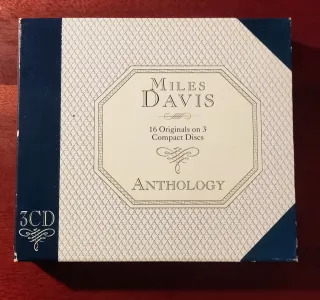 MILES
DAVIS
16 Originals on 3
Compact Discs
ANTHOLOGY
3CD